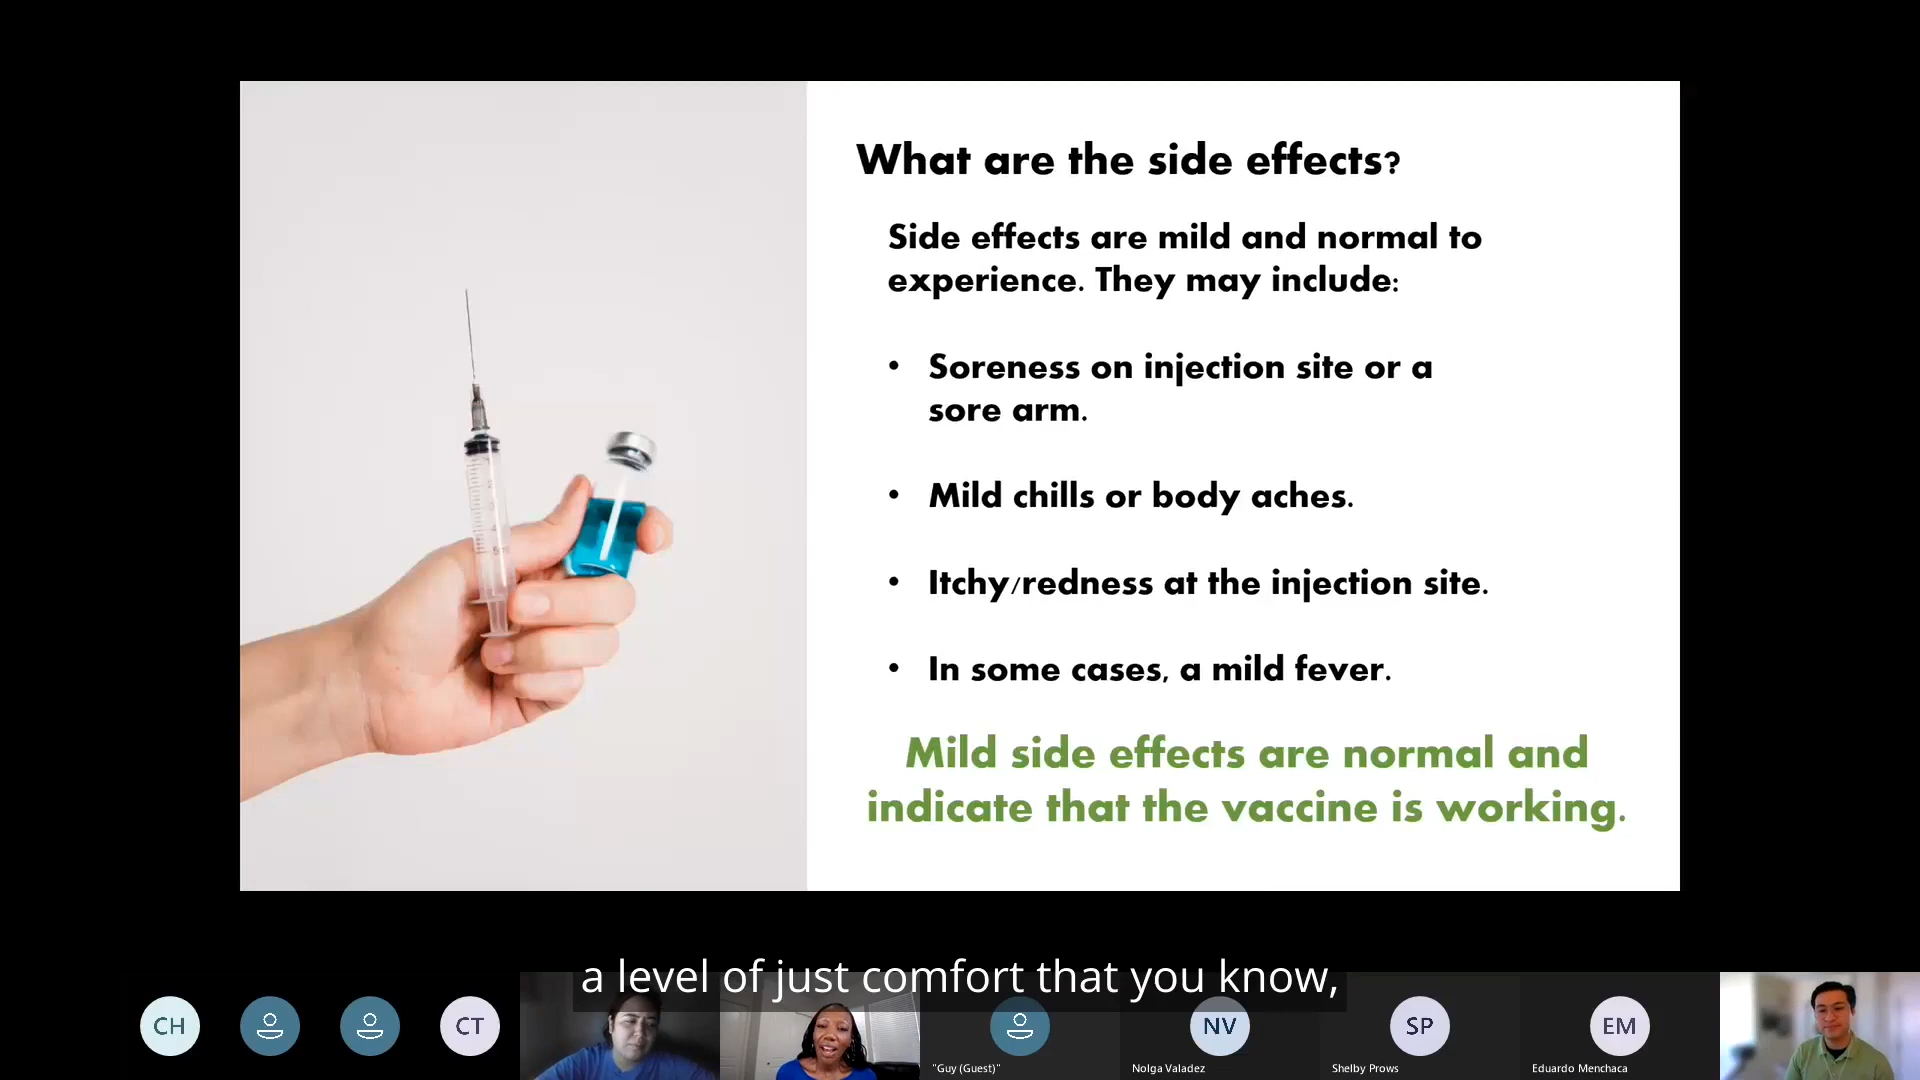 What are the side effects?
Side effects are mild and normal to
experience. They may include:
• Soreness on injection site or a
sore arm.
• Mild chills or body aches.
• Itchy/redness at the injection site.
• In some cases, a mild fever.
Mild side effects are normal and
indicate that the vaccine is working.
a level of just comfort that you know,
CH
CT
NV
SP
EM
"Guy (Guest)"
Nolga Valadez
Shelby Prows
Eduardo Menchaca